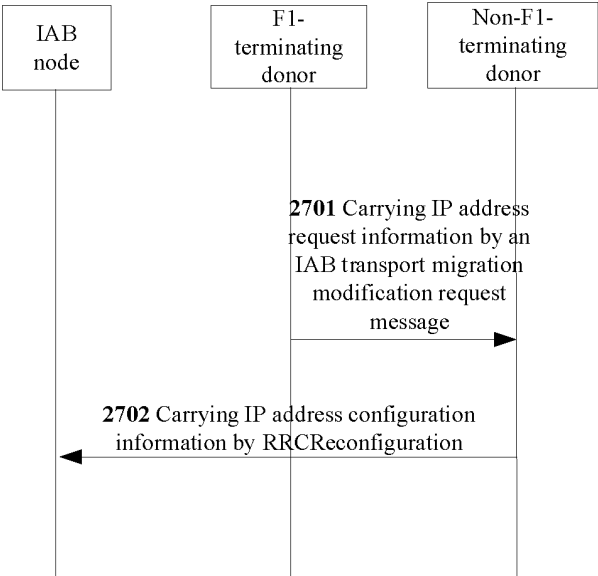 IAB
node
F1-
terminating
donor
Non-F1-
terminating
donor
2701 Carrying IP address
request information by an
IAB transport migration
modification request
message
2702 Carrying IP address configuration
information by RRCReconfiguration